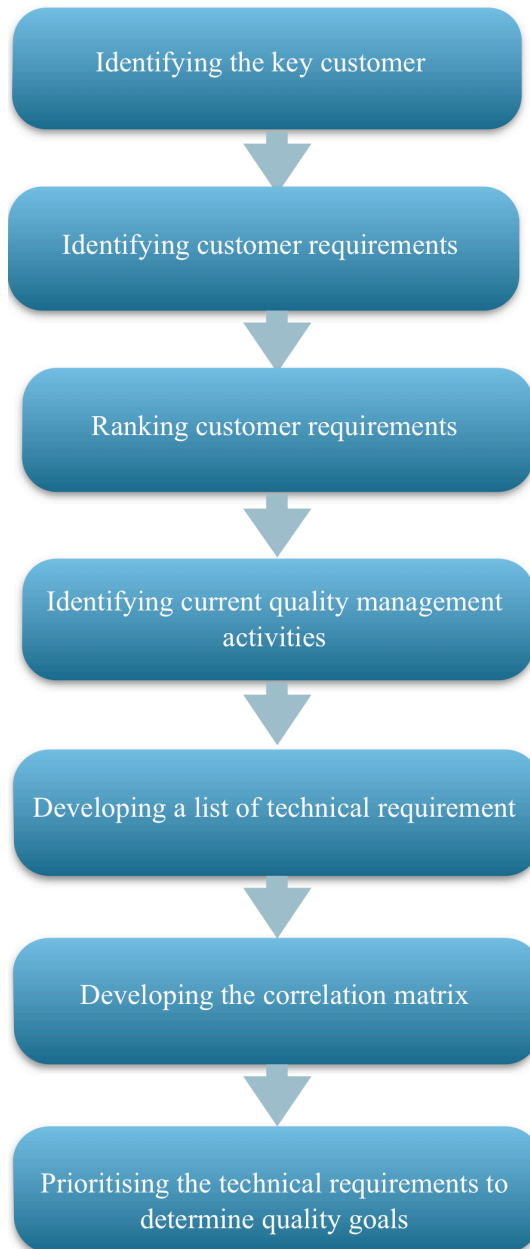 Identifying the key customer
Identifying customer requirements
Ranking customer requirements
Identifying current quality management
activities
Developing a list of technical requirement
Developing the correlation matrix
Prioritising the technical requirements to
determine quality goals